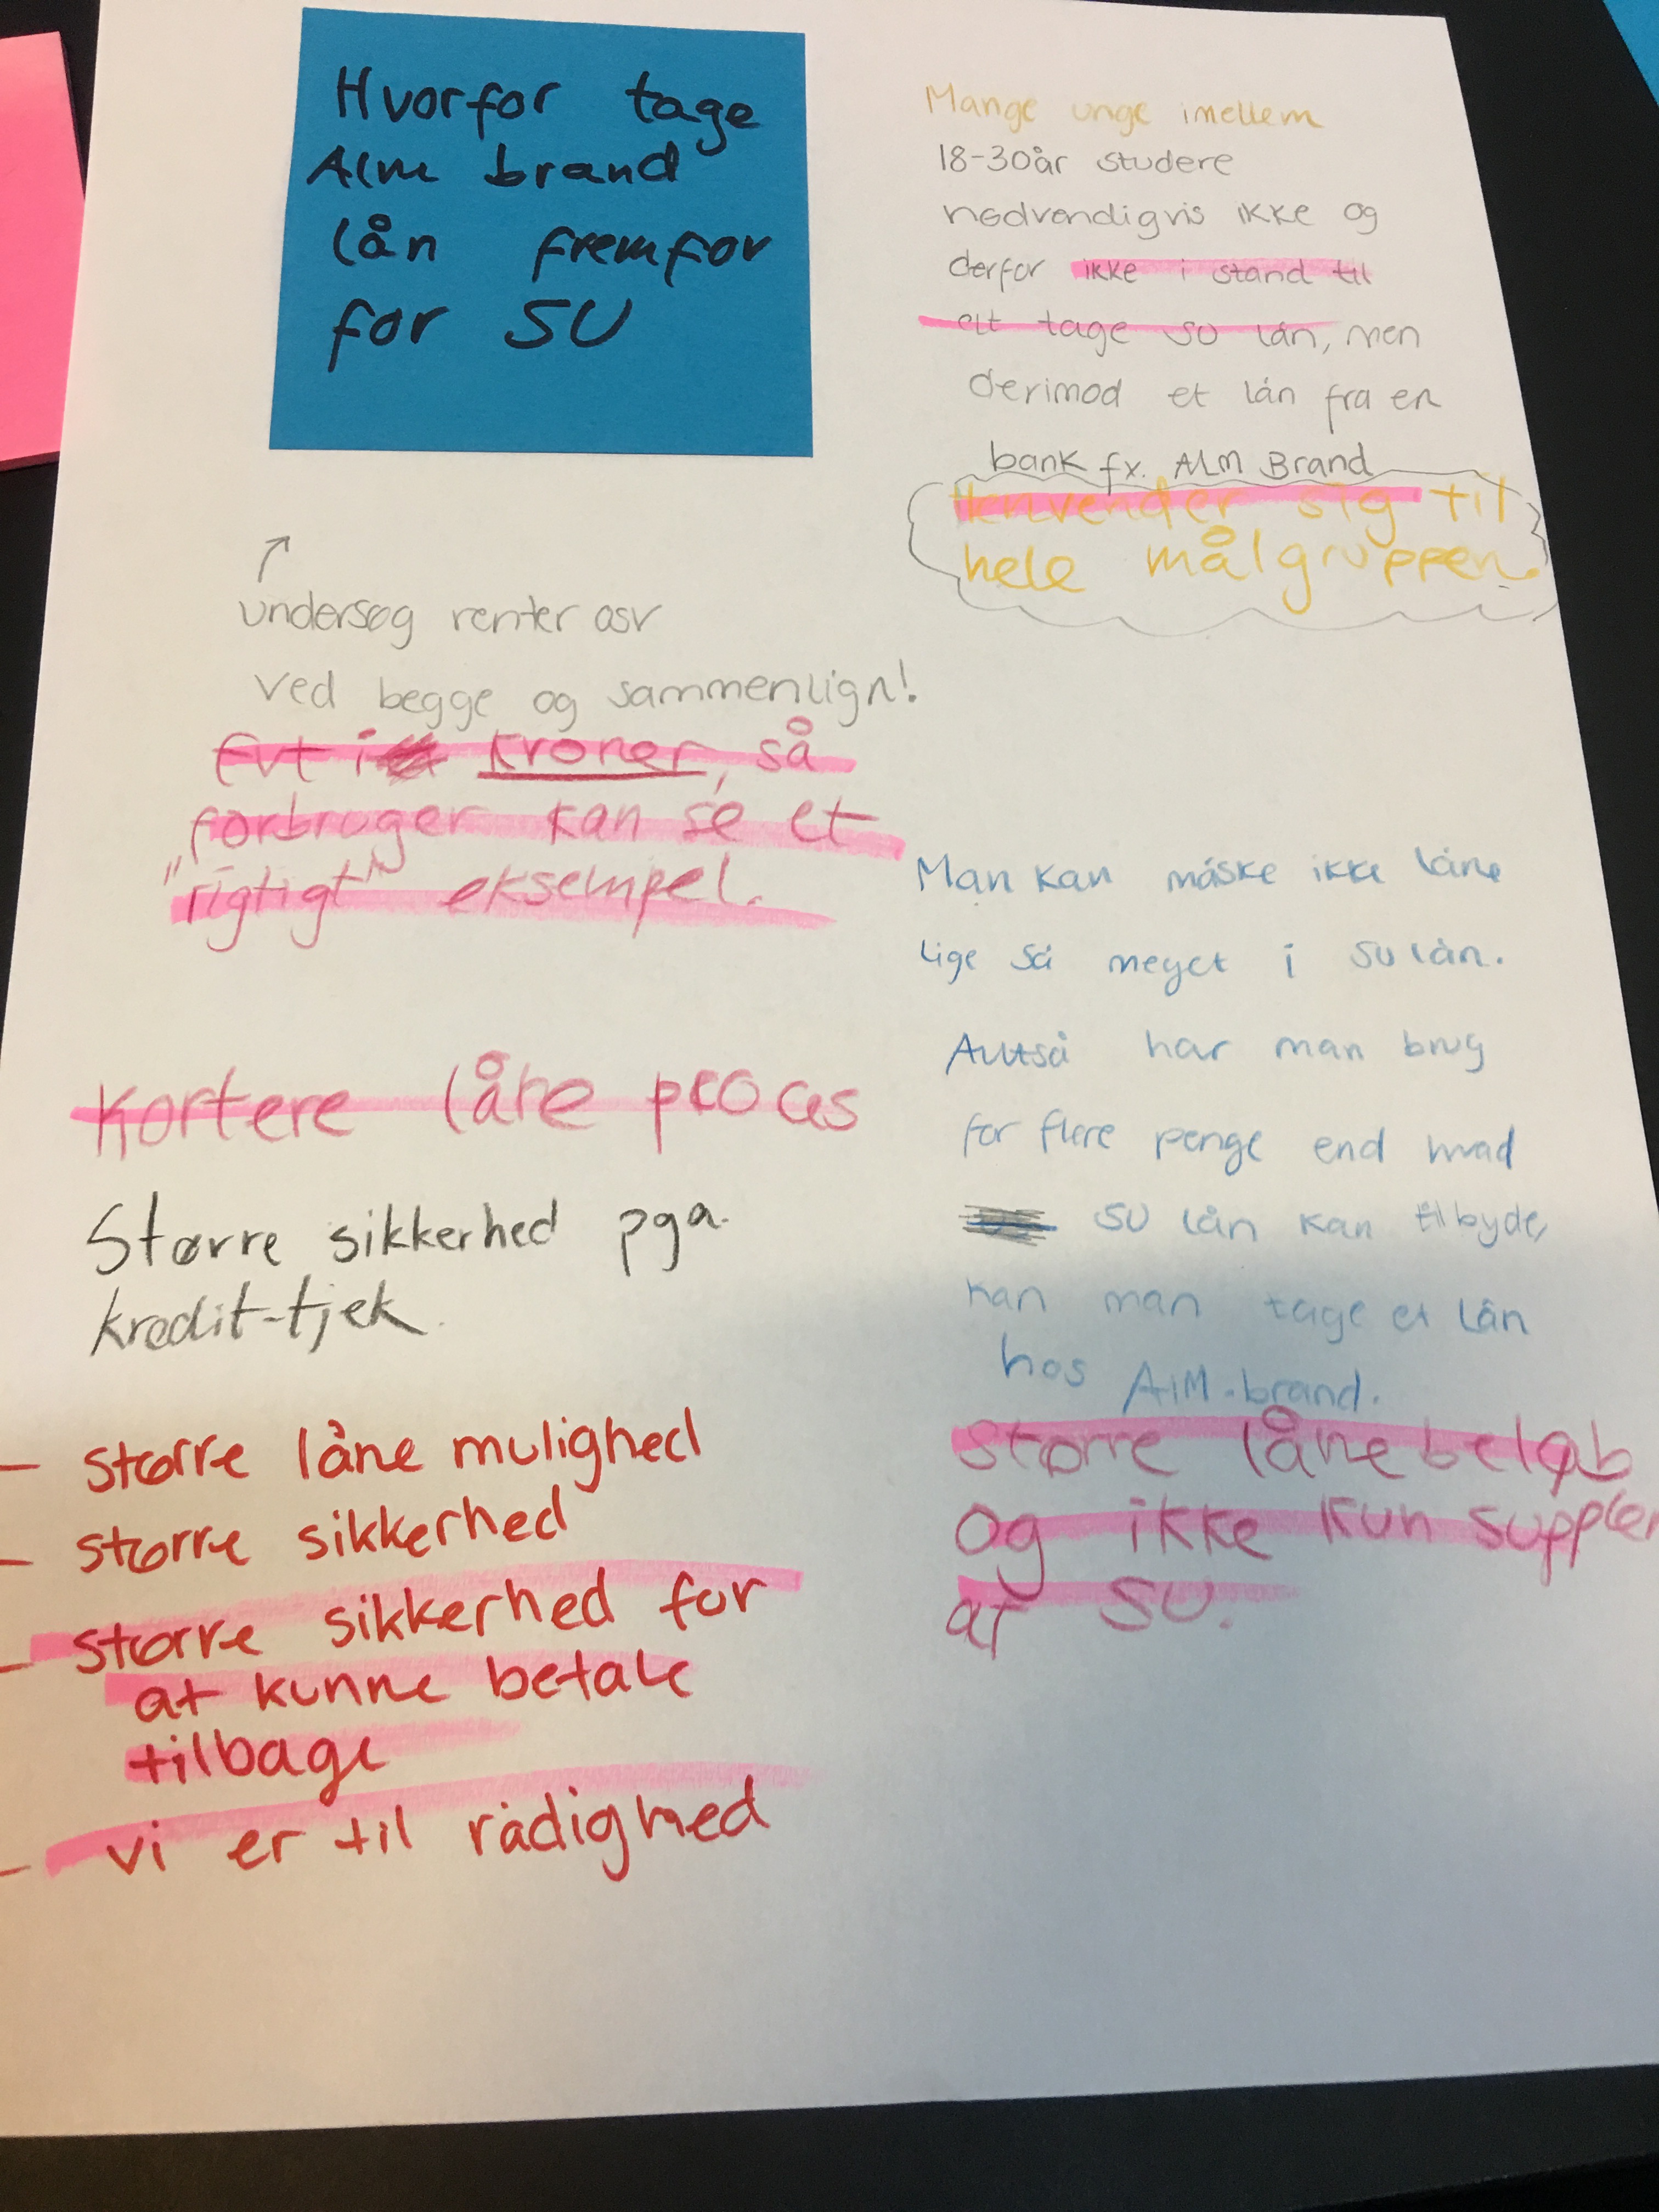 Hvorfor tage
Alm brand
lån fremfor
for SU
Mange unge imellem
18-30år studere
nødvendigvis ikke og
derfor ikke i stand til
att tage SU lån, men
derimod et lån fra en
bank fx. Alm Brand
Henvender sig til
hele målgruppen.
undersøg renter osv
ved begge og sammenlign!
Evt i kroner, så
forbruger kan se et
"rigtigt" eksempel.
Man kan måske ikke låne
lige så meget i SU lån.
Alltså har man brug
for flere penge end hvad
SU lån kan tilbyde,
kan man tage et lån
hos AlM.brand.
Større lånebeløb
og ikke kun supplem
af SU.
Kortere låne proces
Større sikkerhed pga.
kredit-tjek.
- større låne mulighed
- større sikkerhed
- større sikkerhed for
at kunne betale
tilbage
- vi er til rådighed